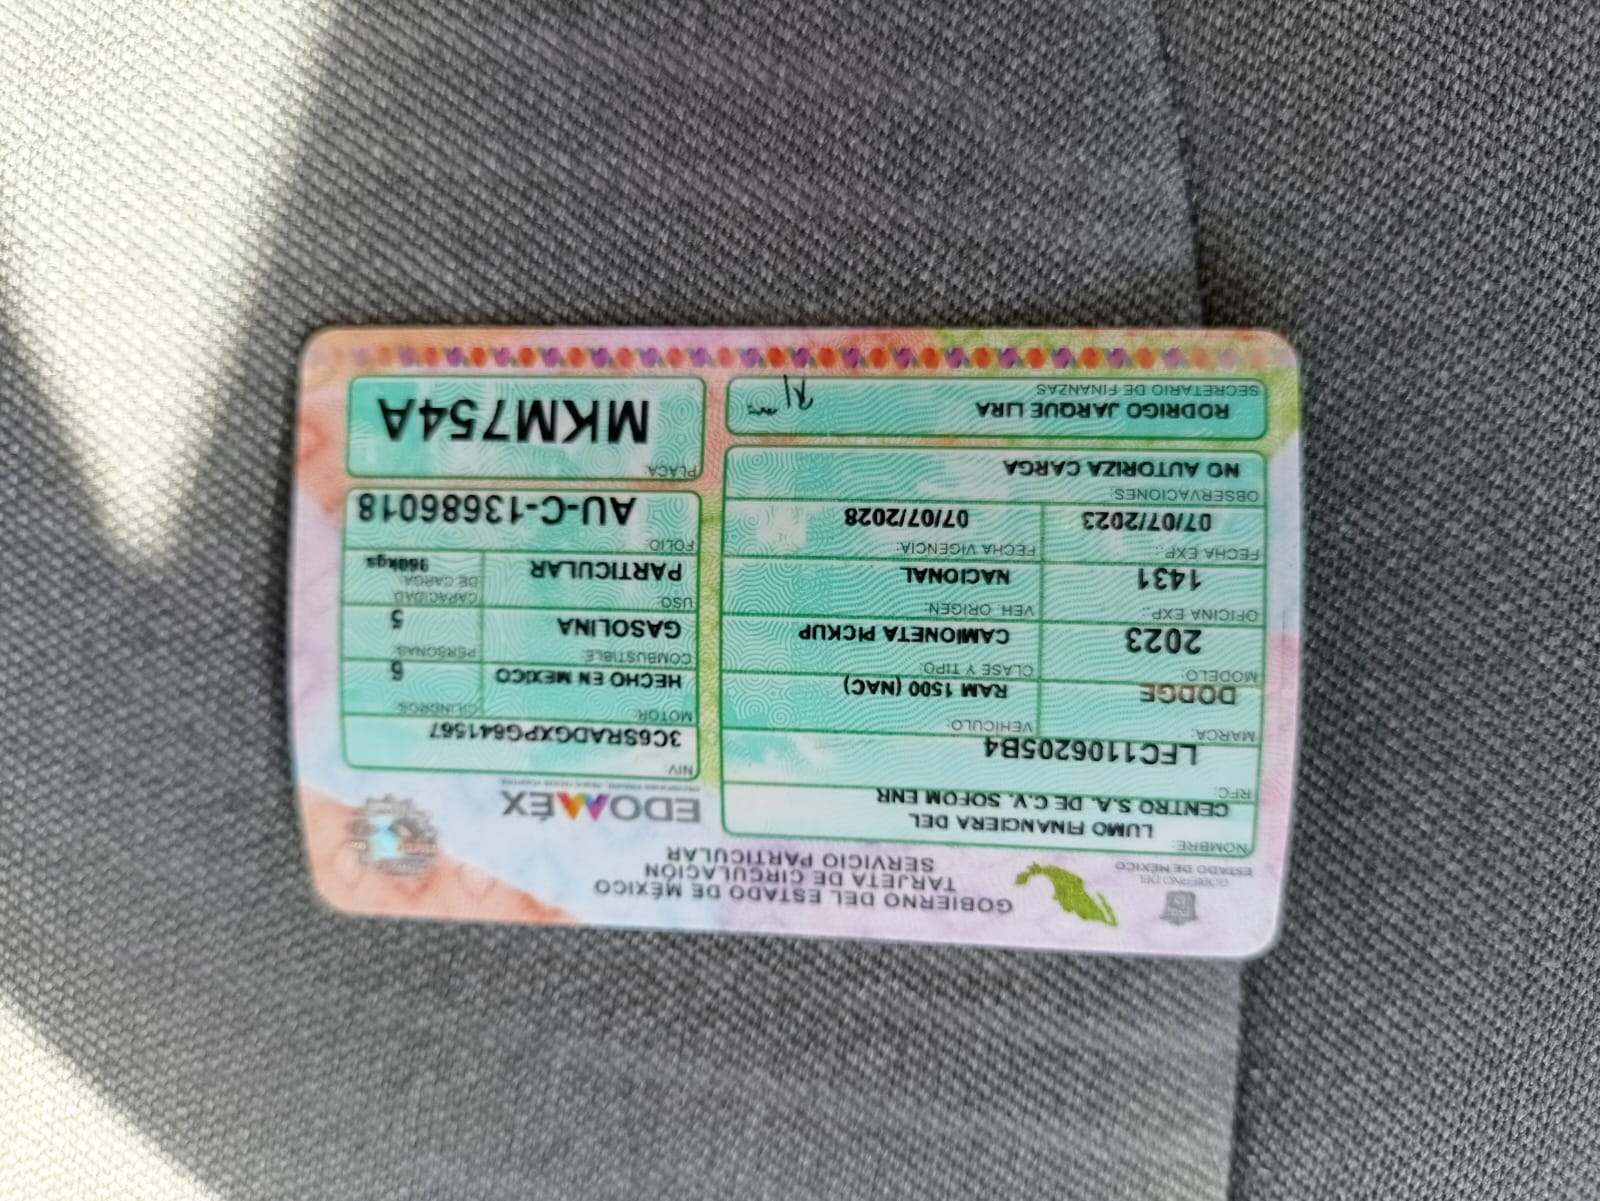 GOBIERNO DEL
ESTADO DE MÉXICO
GOBIERNO DEL ESTADO DE MÉXICO
TARJETA DE CIRCULACIÓN
SERVICIO PARTICULAR
NOMBRE:
LUMO FINANCIERA DEL
CENTRO S.A. DE C.V. SOFOM ENR
RFC:
LFC1106205B4
MARCA: VEHÍCULO:
DODGE RAM 1500 (NAC)
MODELO: CLASE Y TIPO:
2023 CAMIONETA PICKUP
OFICINA EXP.: VEH. ORIGEN:
1431 NACIONAL
FECHA EXP.: FECHA VIGENCIA:
07/07/2023 07/07/2028
OBSERVACIONES:
NO AUTORIZA CARGA
RODRIGO JARQUE LIRA
SECRETARIO DE FINANZAS
EDOMÉX
NIV:
3C6SRADGXPG641567
MOTOR: CILINDROS:
HECHO EN MEXICO 6
COMBUSTIBLE: PERSONAS:
GASOLINA 5
USO: CAPACIDAD
DE CARGA:
PARTICULAR 960kgs
FOLIO:
AU-C-13686018
PLACA:
MKM754A